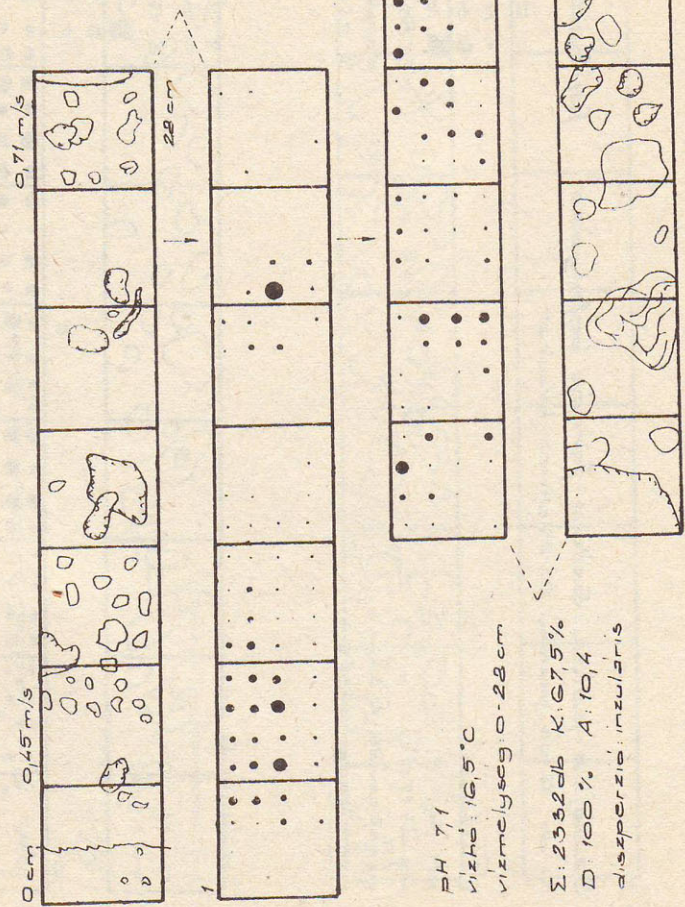 0 cm 0,45 m/s 0,71 m/s
28 cm
1
pH 7,1
vízhő: 16,5°C
vízmélység: 0-28 cm
Σ: 2332 db K: 67,5%
D: 100% A: 10,4
diszperzió: inzuláris